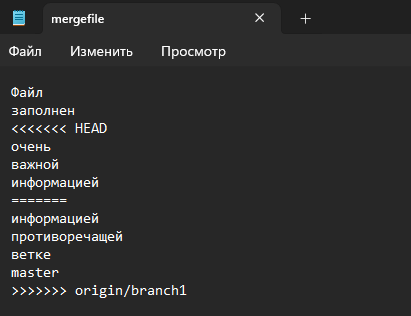 mergefile
Файл Изменить Просмотр
Файл
заполнен
<<<<<<< HEAD
очень
важной
информацией
=======
информацией
противоречащей
ветке
master
>>>>>>> origin/branch1